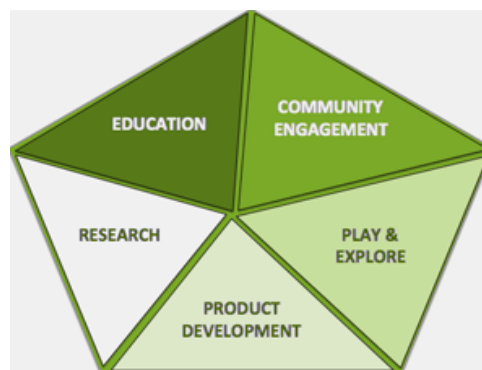 EDUCATION
COMMUNITY
ENGAGEMENT
RESEARCH
PLAY &
EXPLORE
PRODUCT
DEVELOPMENT